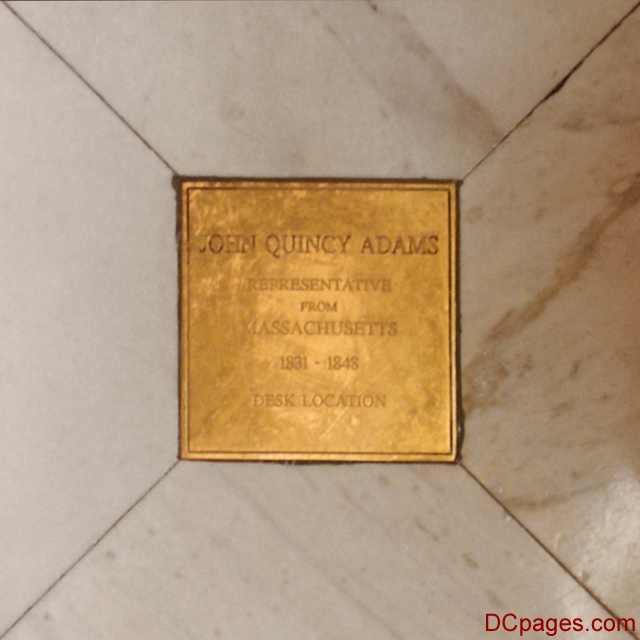 JOHN QUINCY ADAMS
REPRESENTATIVE
FROM
MASSACHUSETTS
1831 - 1848
DESK LOCATION
DCpages.com